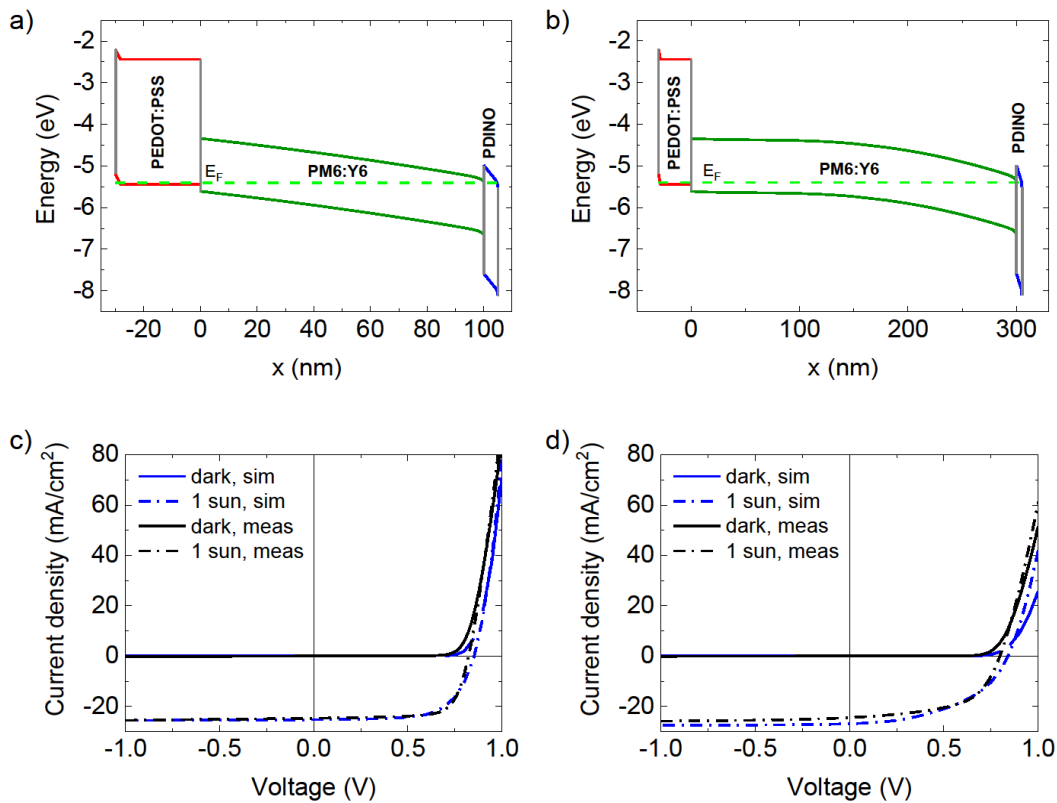 a)
-2
-3
-4
-5
-6
-7
-8
Energy (eV)
PEDOT:PSS
E_F
PM6:Y6
PDINO
-20 0 20 40 60 80 100
x (nm)
b)
-2
-3
-4
-5
-6
-7
-8
Energy (eV)
PEDOT:PSS
E_F
PM6:Y6
PDINO
0 100 200 300
x (nm)
c)
80
60
40
20
0
-20
Current density (mA/cm²)
dark, sim
1 sun, sim
dark, meas
1 sun, meas
-1.0 -0.5 0.0 0.5 1.0
Voltage (V)
d)
80
60
40
20
0
-20
Current density (mA/cm²)
dark, sim
1 sun, sim
dark, meas
1 sun, meas
-1.0 -0.5 0.0 0.5 1.0
Voltage (V)